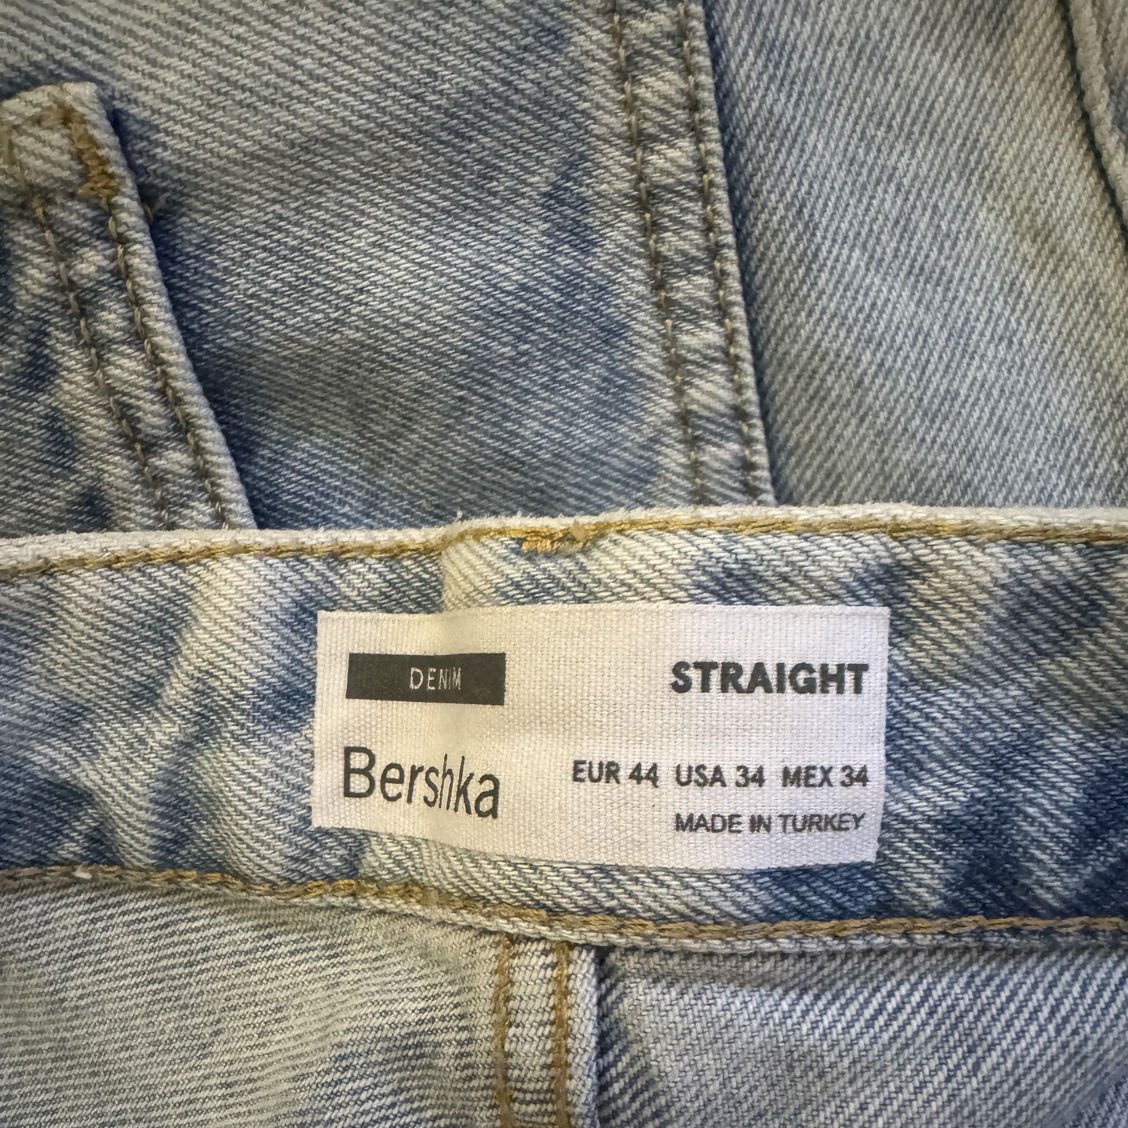 DENIM
STRAIGHT
Bershka
EUR 44 USA 34 MEX 34
MADE IN TURKEY